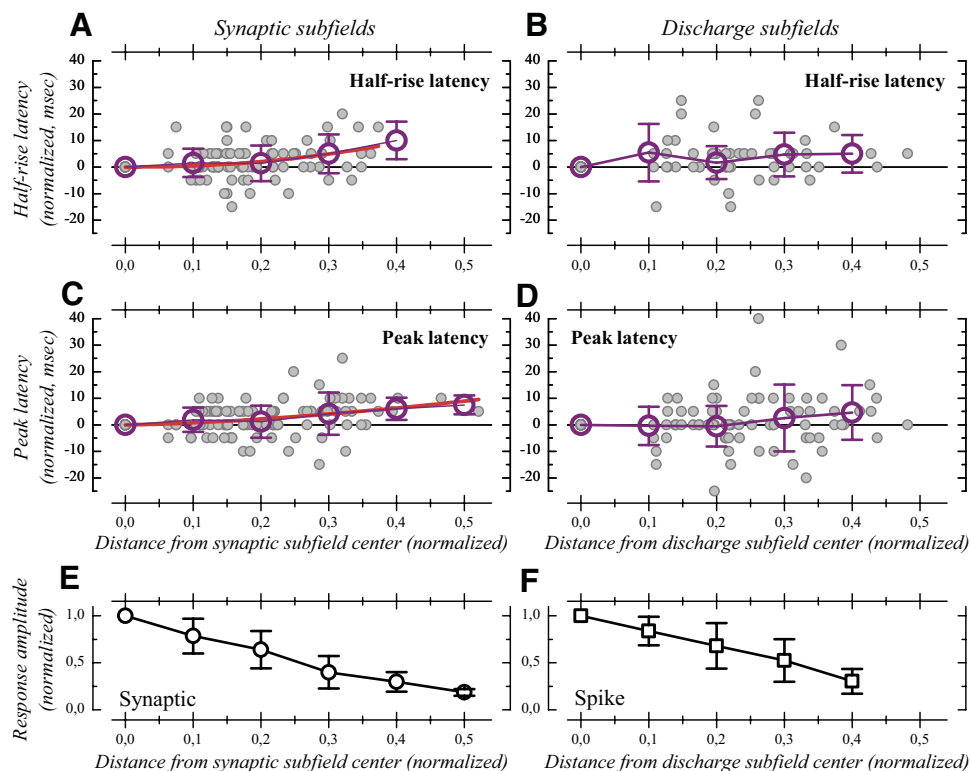 A
Synaptic subfields
B
Discharge subfields
Half-rise latency
(normalized, msec)
40
30
20
10
0
-10
-20
Half-rise latency
0,0 0,1 0,2 0,3 0,4 0,5
40
30
20
10
0
-10
-20
Half-rise latency
0,0 0,1 0,2 0,3 0,4 0,5
C
Peak latency
(normalized, msec)
40
30
20
10
0
-10
-20
Peak latency
0,0 0,1 0,2 0,3 0,4 0,5
Distance from synaptic subfield center (normalized)
D
40
30
20
10
0
-10
-20
Peak latency
0,0 0,1 0,2 0,3 0,4 0,5
Distance from discharge subfield center (normalized)
E
Response amplitude
(normalized)
1,0
0,5
0,0
Synaptic
0,0 0,1 0,2 0,3 0,4 0,5
Distance from synaptic subfield center (normalized)
F
1,0
0,5
0,0
Spike
0,0 0,1 0,2 0,3 0,4 0,5
Distance from discharge subfield center (normalized)